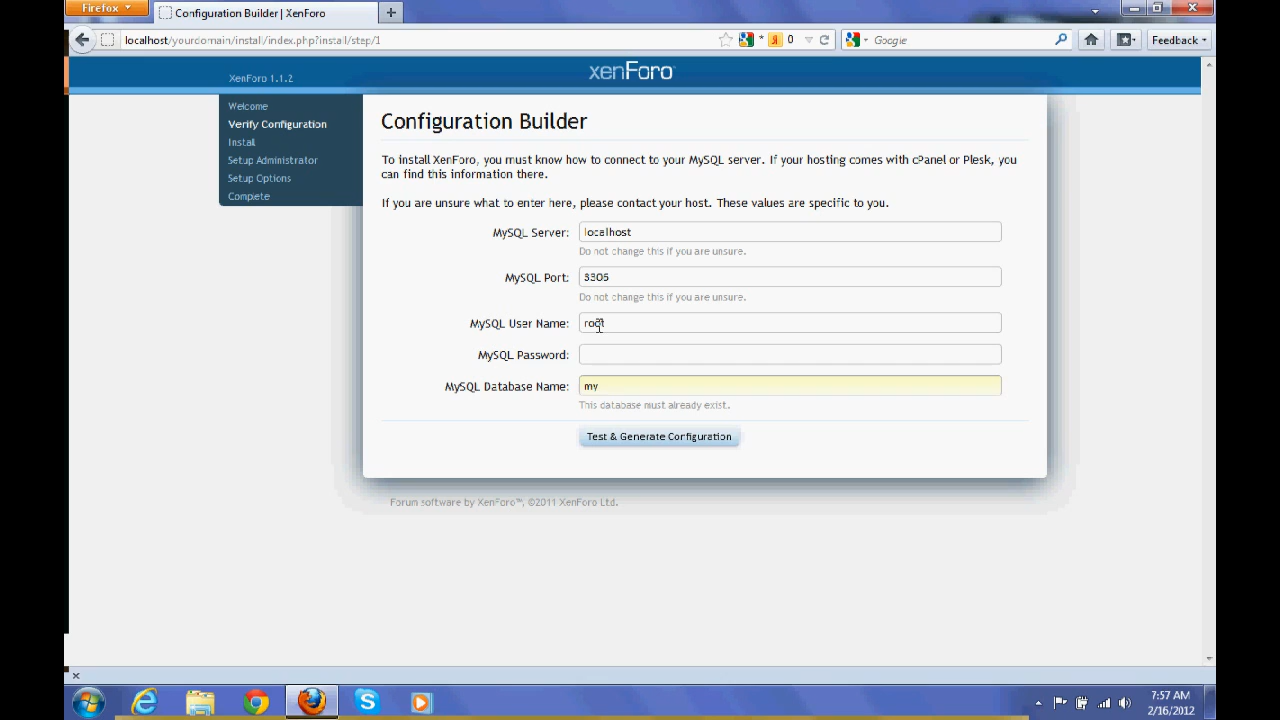 Firefox
Configuration Builder | XenForo
localhost/yourdomain/install/index.php?install/step/1
0
Google
Feedback
xenForo
XenForo 1.1.2
Welcome
Verify Configuration
Install
Setup Administrator
Setup Options
Complete
Configuration Builder
To install XenForo, you must know how to connect to your MySQL server. If your hosting comes with cPanel or Plesk, you
can find this information there.
If you are unsure what to enter here, please contact your host. These values are specific to you.
MySQL Server: localhost
Do not change this if you are unsure.
MySQL Port: 3306
Do not change this if you are unsure.
MySQL User Name: root
MySQL Password:
MySQL Database Name: my
This database must already exist.
Test & Generate Configuration
Forum software by XenForo™, ©2011 XenForo Ltd.
7:57 AM
2/16/2012